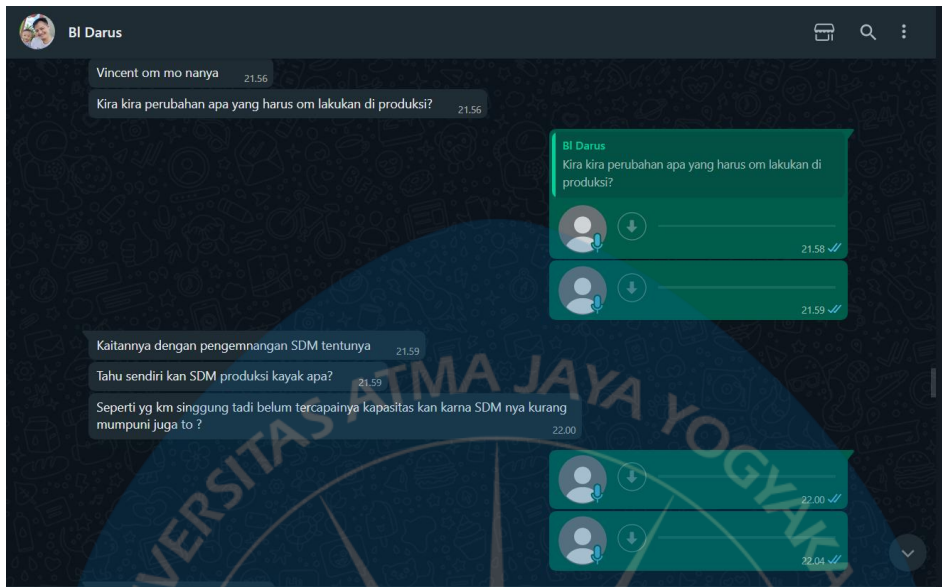 Bl Darus
Vincent om mo nanya 21.56
Kira kira perubahan apa yang harus om lakukan di produksi? 21.56
Bl Darus
Kira kira perubahan apa yang harus om lakukan di
produksi?
21.58
21.59
Kaitannya dengan pengemnangan SDM tentunya 21.59
Tahu sendiri kan SDM produksi kayak apa? 21.59
Seperti yg km singgung tadi belum tercapainya kapasitas kan karna SDM nya kurang
mumpuni juga to ? 22.00
22.00
22.04
VERSITAS ATMA JAYA YOGYAKA